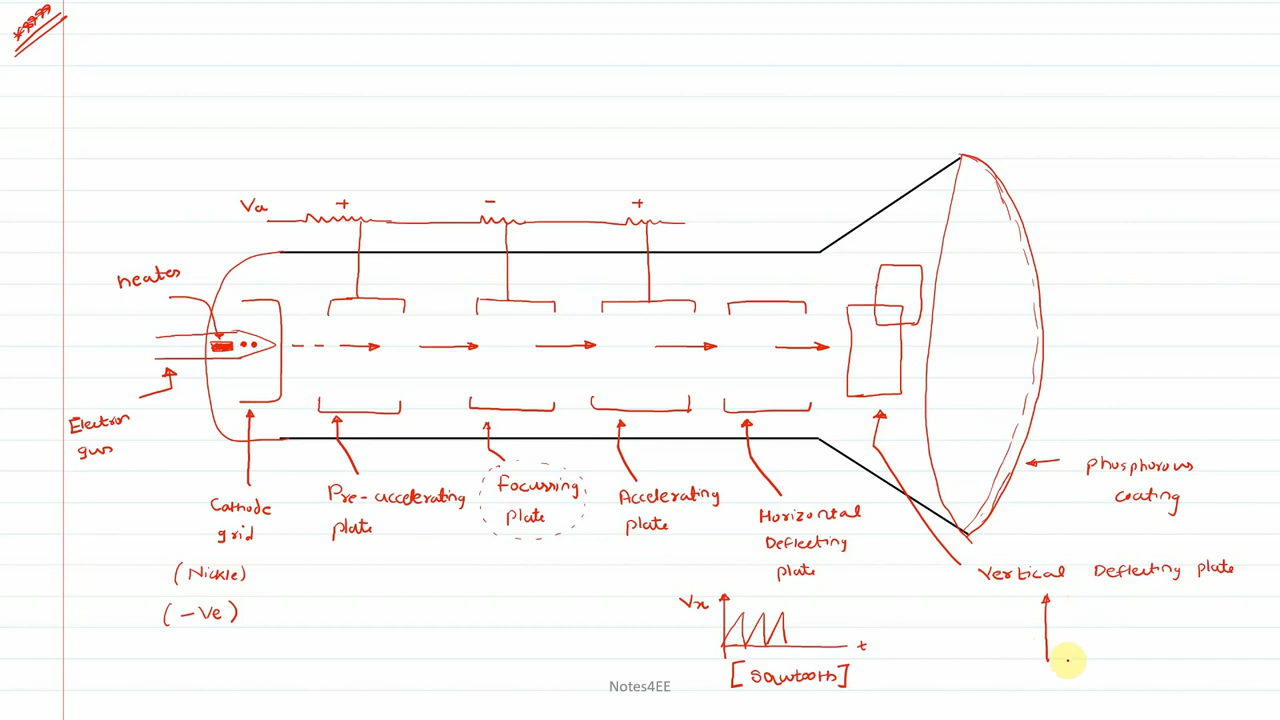 Va
+
-
+
heater
Electron
gun
Cathode
grid
(Nickle)
(-Ve)
Pre-accelerating
plate
Focussing
plate
Accelerating
plate
Horizontal
Deflecting
plate
Phosphorous
coating
Vertical Deflecting plate
Vx
t
[Sawtooth]
Notes4EE